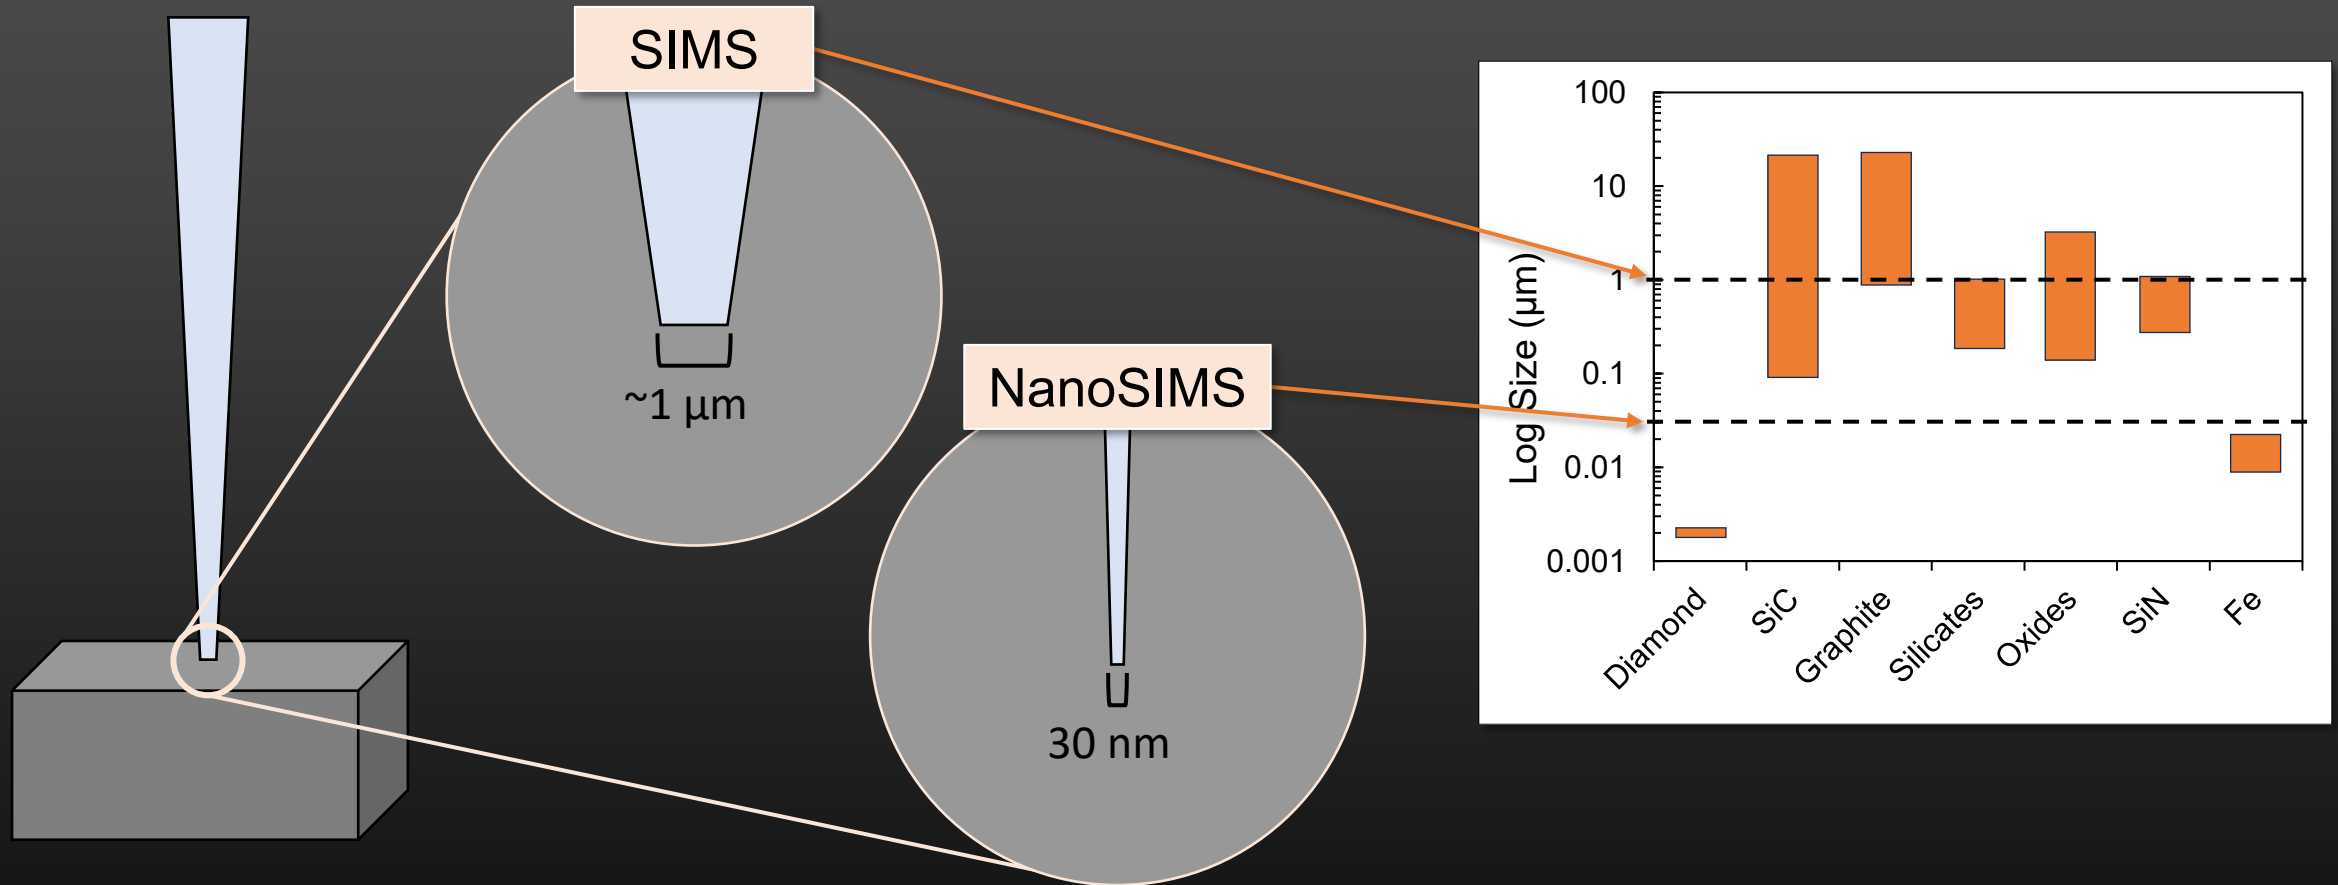 SIMS
~1 µm
NanoSIMS
30 nm
Log Size (µm)
100
10
1
0.1
0.01
0.001
Diamond
SiC
Graphite
Silicates
Oxides
SiN
Fe